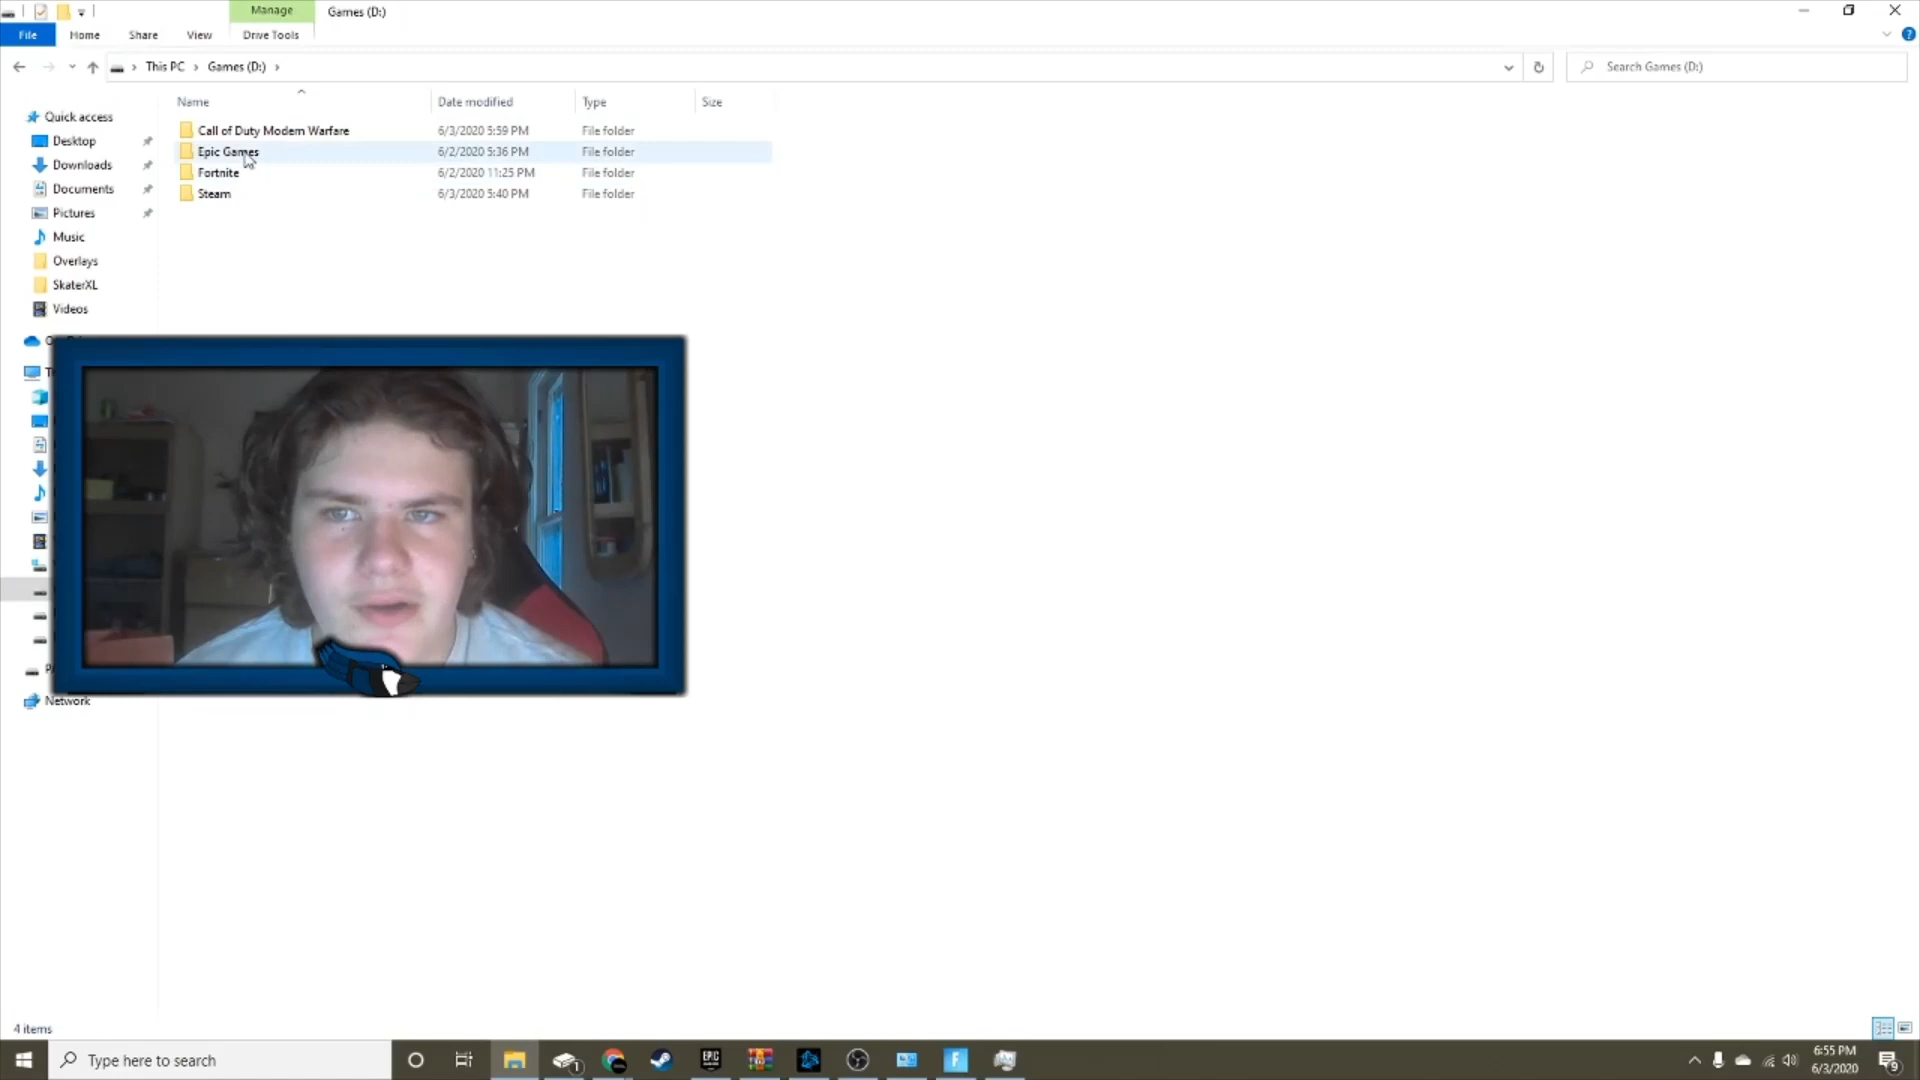 Manage Games (D:)
File Home Share View Drive Tools
This PC Games (D:) Search Games (D:)
Name Date modified Type Size
Call of Duty Modern Warfare 6/3/2020 5:59 PM File folder
Epic Games 6/2/2020 5:36 PM File folder
Fortnite 6/2/2020 11:25 PM File folder
Steam 6/3/2020 5:40 PM File folder
Quick access
Desktop
Downloads
Documents
Pictures
Music
Overlays
SkaterXL
Videos
Network
4 items
Type here to search
1
EPIC
F
6:55 PM
6/3/2020
9